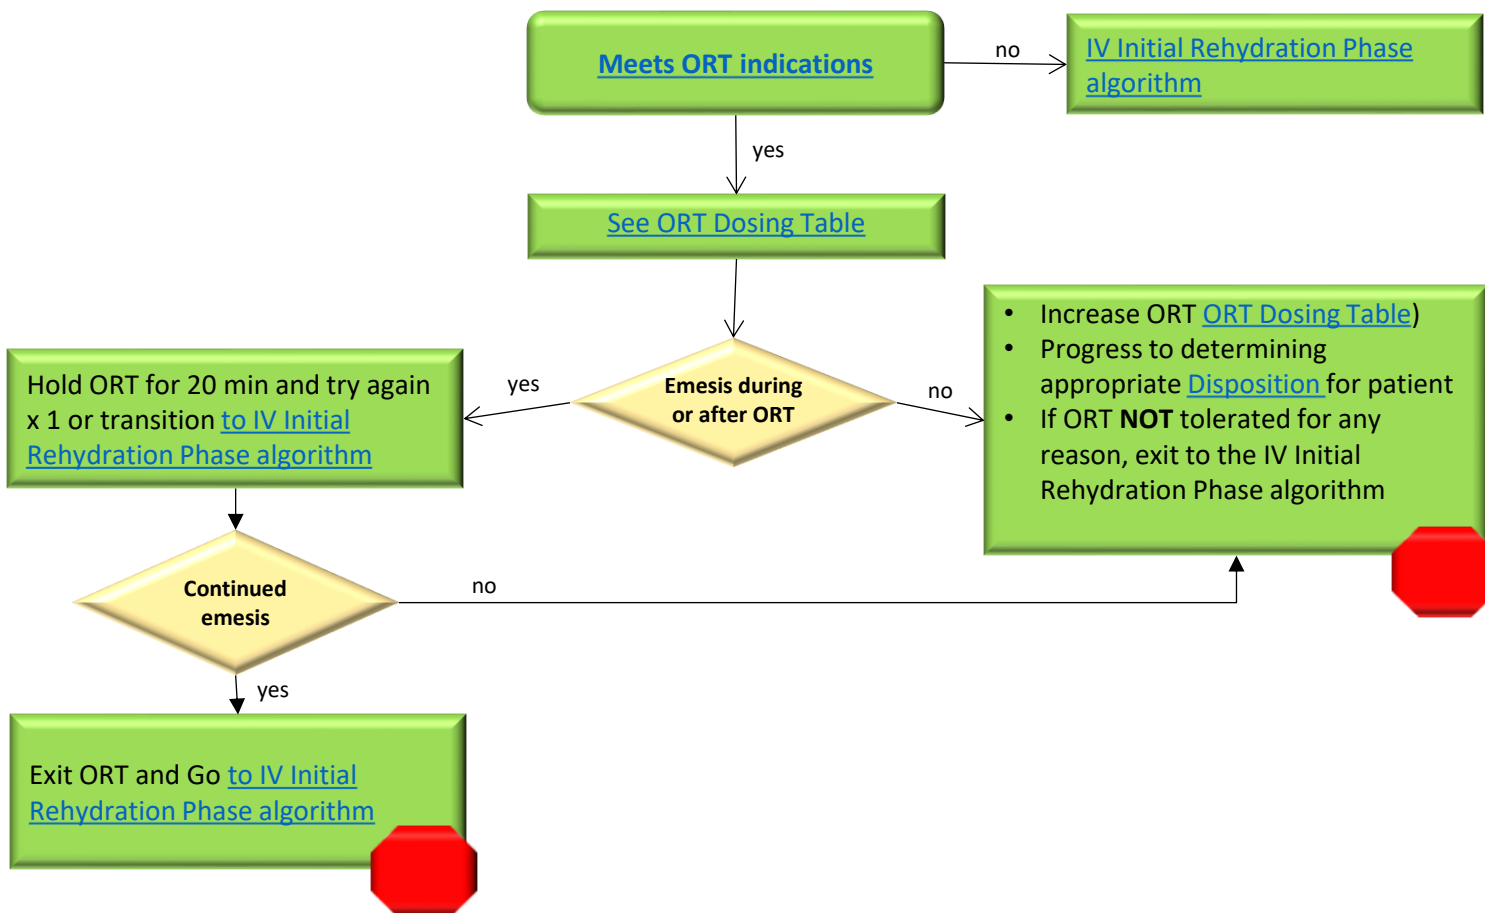 Meets ORT indications
no
IV Initial Rehydration Phase
algorithm
yes
See ORT Dosing Table
Emesis during
or after ORT
yes
no
Hold ORT for 20 min and try again
x 1 or transition to IV Initial
Rehydration Phase algorithm
• Increase ORT ORT Dosing Table)
• Progress to determining
appropriate Disposition for patient
• If ORT NOT tolerated for any
reason, exit to the IV Initial
Rehydration Phase algorithm
Continued
emesis
no
yes
Exit ORT and Go to IV Initial
Rehydration Phase algorithm